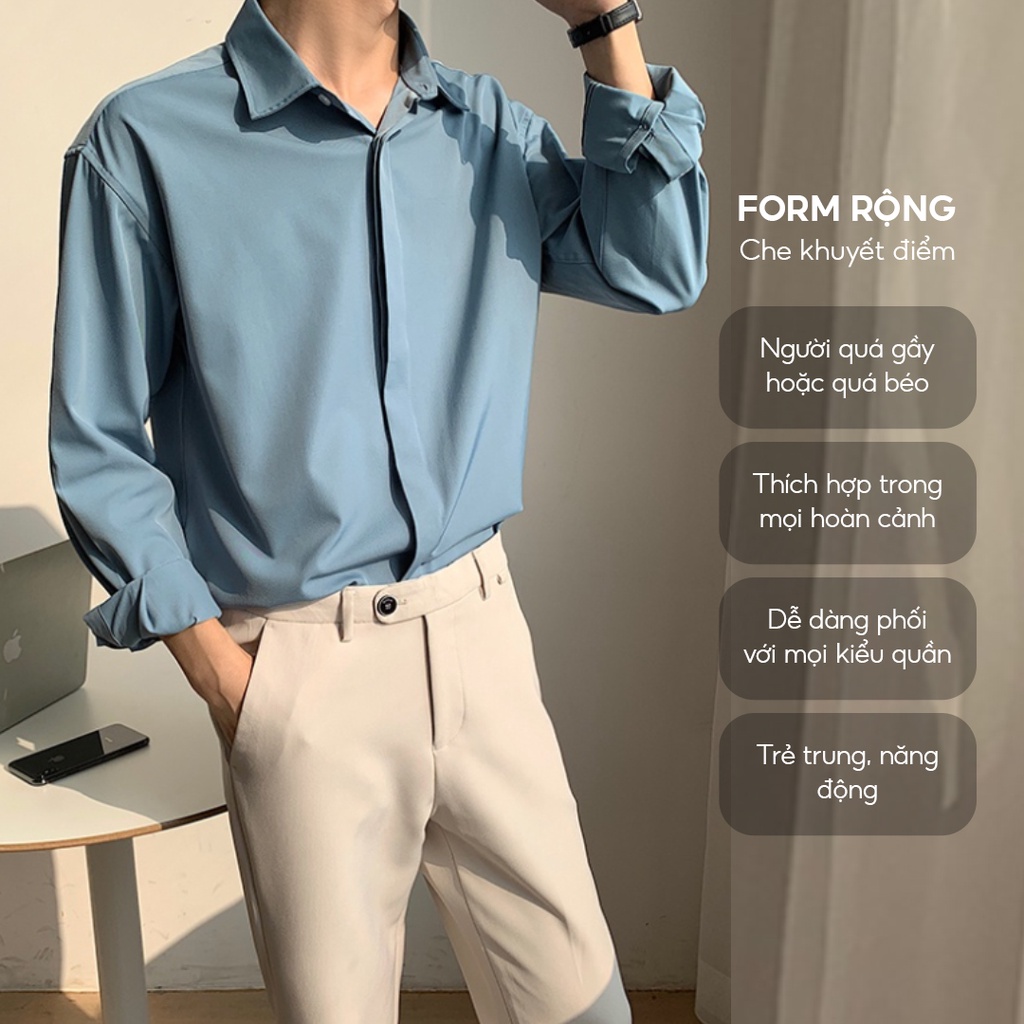 FORM RỘNG
Che khuyết điểm
Người quá gầy
hoặc quá béo
Thích hợp trong
mọi hoàn cảnh
Dễ dàng phối
với mọi kiểu quần
Trẻ trung, năng
động